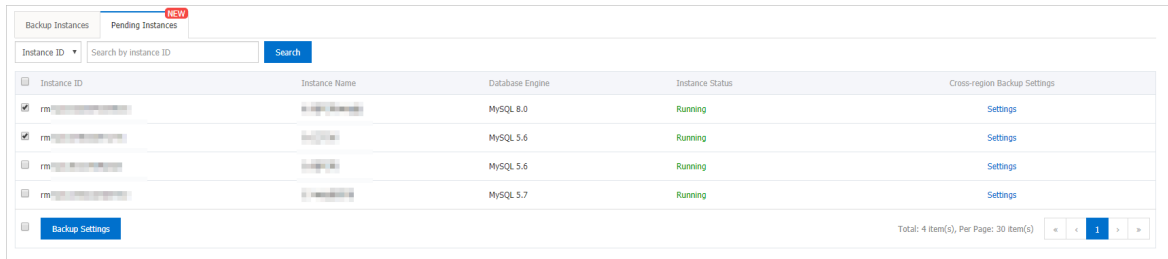 NEW
Backup Instances Pending Instances
Instance ID Search by instance ID Search
Instance ID Instance Name Database Engine Instance Status Cross-region Backup Settings
rm MySQL 8.0 Running Settings
rm MySQL 5.6 Running Settings
rm MySQL 5.6 Running Settings
rm MySQL 5.7 Running Settings
Backup Settings Total: 4 item(s), Per Page: 30 item(s) « ‹ 1 › »